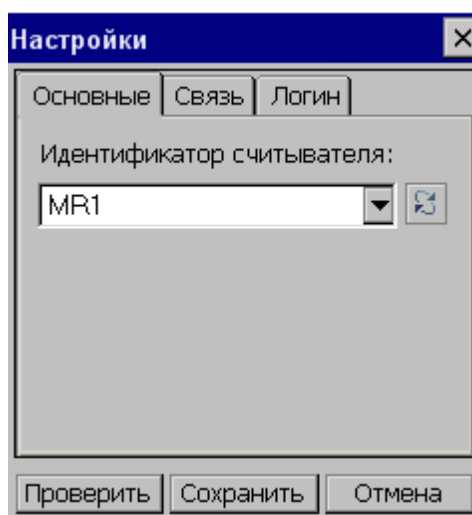 Настройки
Основные Связь Логин
Идентификатор считывателя:
MR1
Проверить Сохранить Отмена